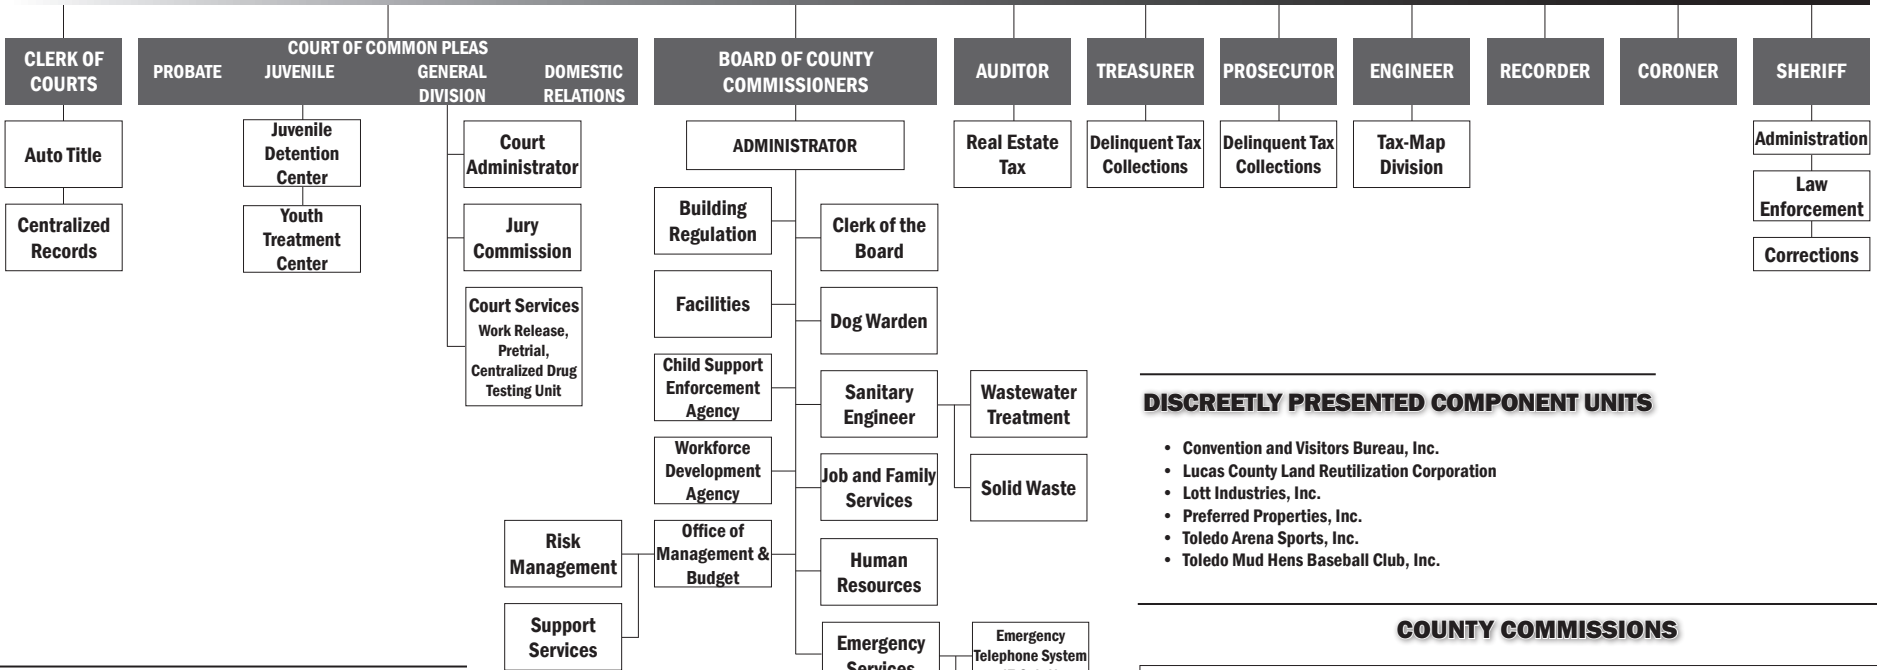 CLERK OF
COURTS
COURT OF COMMON PLEAS
PROBATE
JUVENILE
GENERAL
DIVISION
DOMESTIC
RELATIONS
BOARD OF COUNTY
COMMISSIONERS
AUDITOR
TREASURER
PROSECUTOR
ENGINEER
RECORDER
CORONER
SHERIFF
Auto Title
Centralized
Records
Juvenile
Detention
Center
Youth
Treatment
Center
Court
Administrator
Jury
Commission
Court Services
Work Release,
Pretrial,
Centralized Drug
Testing Unit
ADMINISTRATOR
Building
Regulation
Clerk of the
Board
Facilities
Dog Warden
Child Support
Enforcement
Agency
Sanitary
Engineer
Wastewater
Treatment
Solid Waste
Workforce
Development
Agency
Job and Family
Services
Office of
Management &
Budget
Risk
Management
Support
Services
Human
Resources
Emergency
Services
Emergency
Telephone System
Real Estate
Tax
Delinquent Tax
Collections
Delinquent Tax
Collections
Tax-Map
Division
Administration
Law
Enforcement
Corrections
DISCREETLY PRESENTED COMPONENT UNITS
• Convention and Visitors Bureau, Inc.
• Lucas County Land Reutilization Corporation
• Lott Industries, Inc.
• Preferred Properties, Inc.
• Toledo Arena Sports, Inc.
• Toledo Mud Hens Baseball Club, Inc.
COUNTY COMMISSIONS